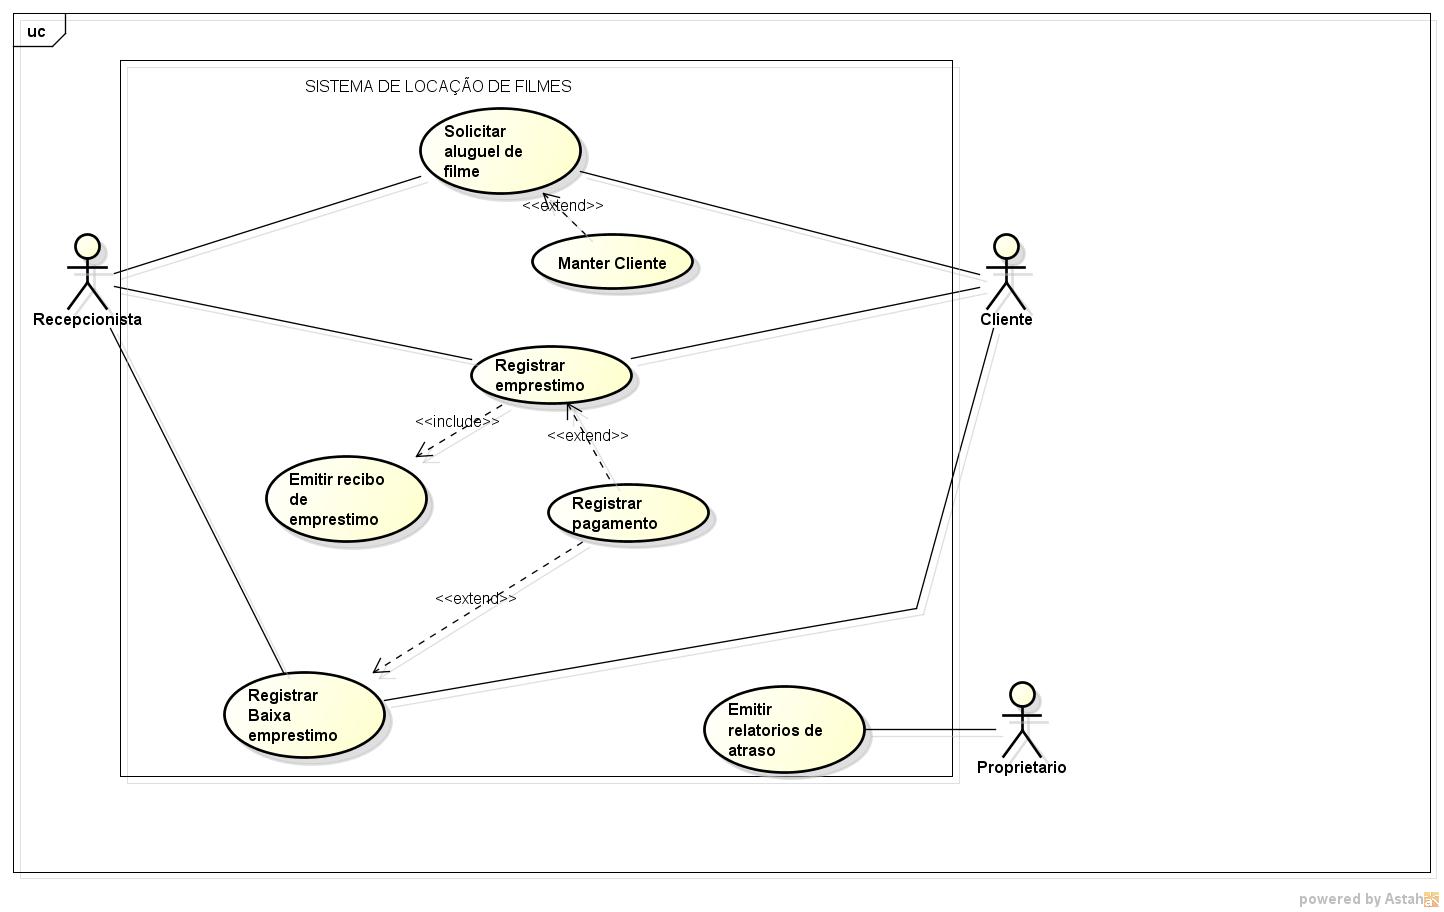 uc
SISTEMA DE LOCAÇÃO DE FILMES
Solicitar
aluguel de
filme
<<extend>>
Manter Cliente
Recepcionista
Cliente
Registrar
emprestimo
<<include>>
<<extend>>
Emitir recibo
de
emprestimo
Registrar
pagamento
<<extend>>
Registrar
Baixa
emprestimo
Emitir
relatorios de
atraso
Proprietario
powered by Astah